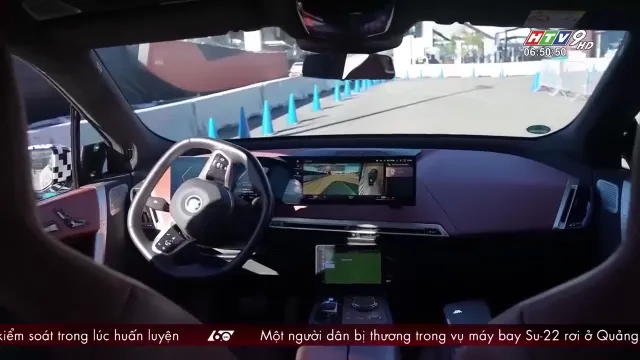 HTV9 HD
06:50:50
kiểm soát trong lúc huấn luyện 60 Một người dân bị thương trong vụ máy bay Su-22 rơi ở Quảng